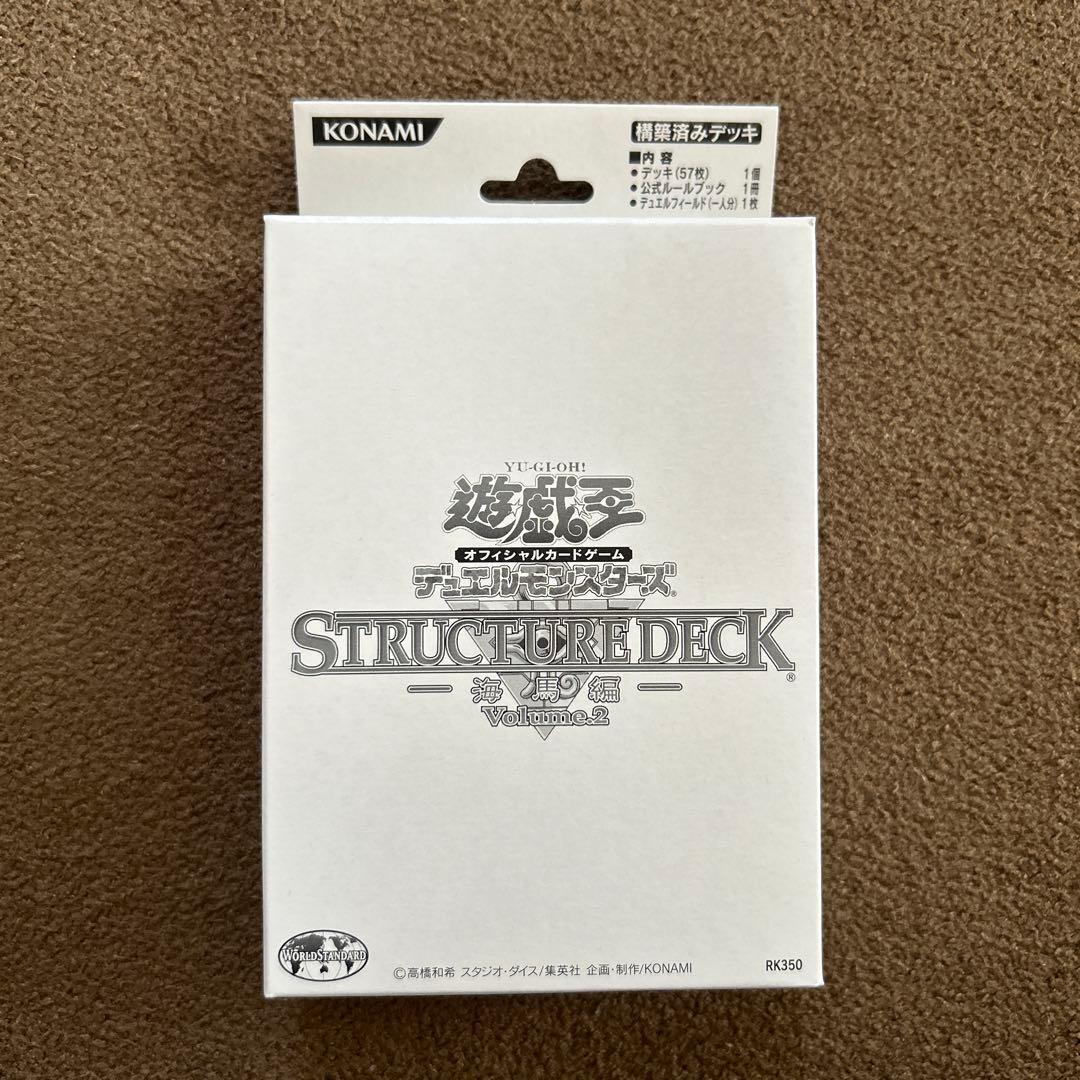 KONAMI
構築済みデッキ
■内 容
● デッキ(57枚) 1個
● 公式ルールブック 1冊
● デュエルフィールド(一人分) 1枚
YU-GI-OH!
遊戯王
オフィシャルカードゲーム
デュエルモンスターズ®
STRUCTURE DECK®
— 海馬編 —
Volume.2
WORLD STANDARD
©高橋和希 スタジオ・ダイス/集英社 企画・制作/KONAMI
RK350